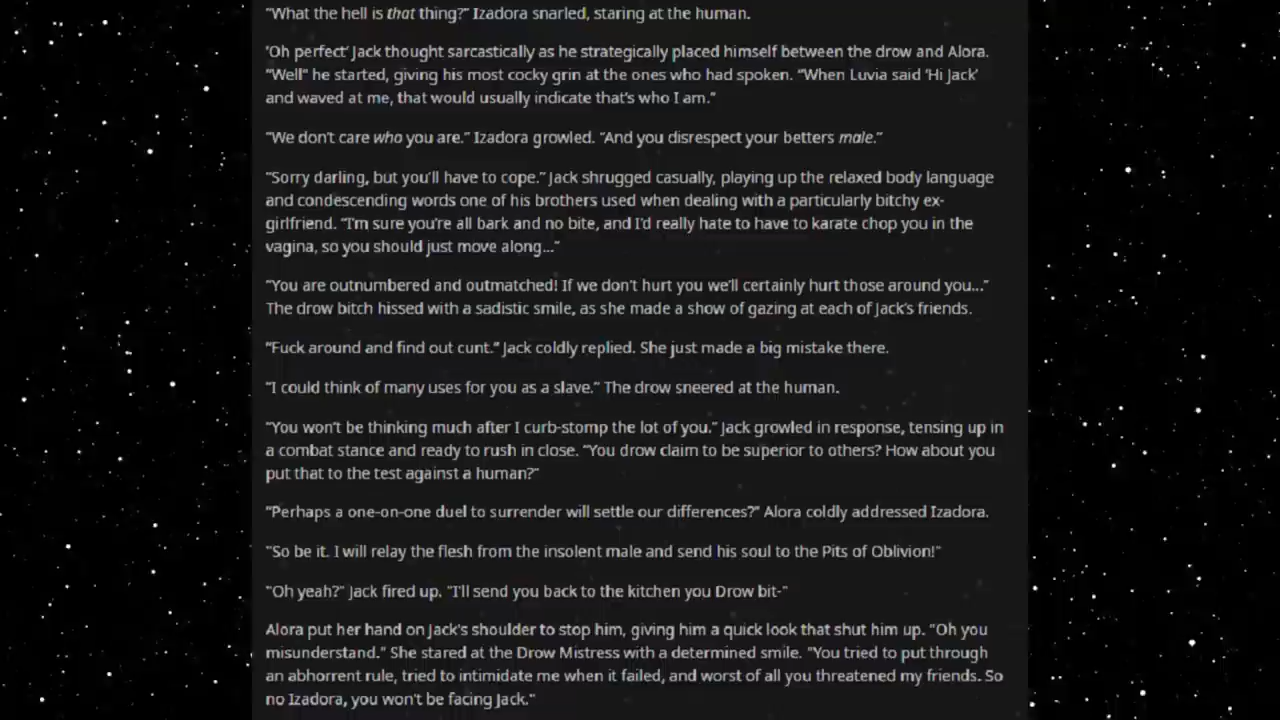 "What the hell is that thing?" Izadora snarled, staring at the human.
'Oh perfect' Jack thought sarcastically as he strategically placed himself between the drow and Alora.
"Well" he started, giving his most cocky grin at the ones who had spoken. "When Luvia said 'Hi Jack'
and waved at me, that would usually indicate that's who I am."
"We don't care who you are." Izadora growled. "And you disrespect your betters male."
"Sorry darling, but you'll have to cope." Jack shrugged casually, playing up the relaxed body language
and condescending words one of his brothers used when dealing with a particularly bitchy ex-
girlfriend. "I'm sure you're all bark and no bite, and I'd really hate to have to karate chop you in the
vagina, so you should just move along..."
"You are outnumbered and outmatched! If we don't hurt you we'll certainly hurt those around you..."
The drow bitch hissed with a sadistic smile, as she made a show of gazing at each of Jack's friends.
"Fuck around and find out cunt." Jack coldly replied. She just made a big mistake there.
"I could think of many uses for you as a slave." The drow sneered at the human.
"You won't be thinking much after I curb-stomp the lot of you." Jack growled in response, tensing up in
a combat stance and ready to rush in close. "You drow claim to be superior to others? How about you
put that to the test against a human?"
"Perhaps a one-on-one duel to surrender will settle our differences?" Alora coldly addressed Izadora.
"So be it. I will relay the flesh from the insolent male and send his soul to the Pits of Oblivion!"
"Oh yeah?" Jack fired up. "I'll send you back to the kitchen you Drow bit-"
Alora put her hand on Jack's shoulder to stop him, giving him a quick look that shut him up. "Oh you
misunderstand." She stared at the Drow Mistress with a determined smile. "You tried to put through
an abhorrent rule, tried to intimidate me when it failed, and worst of all you threatened my friends. So
no Izadora, you won't be facing Jack."